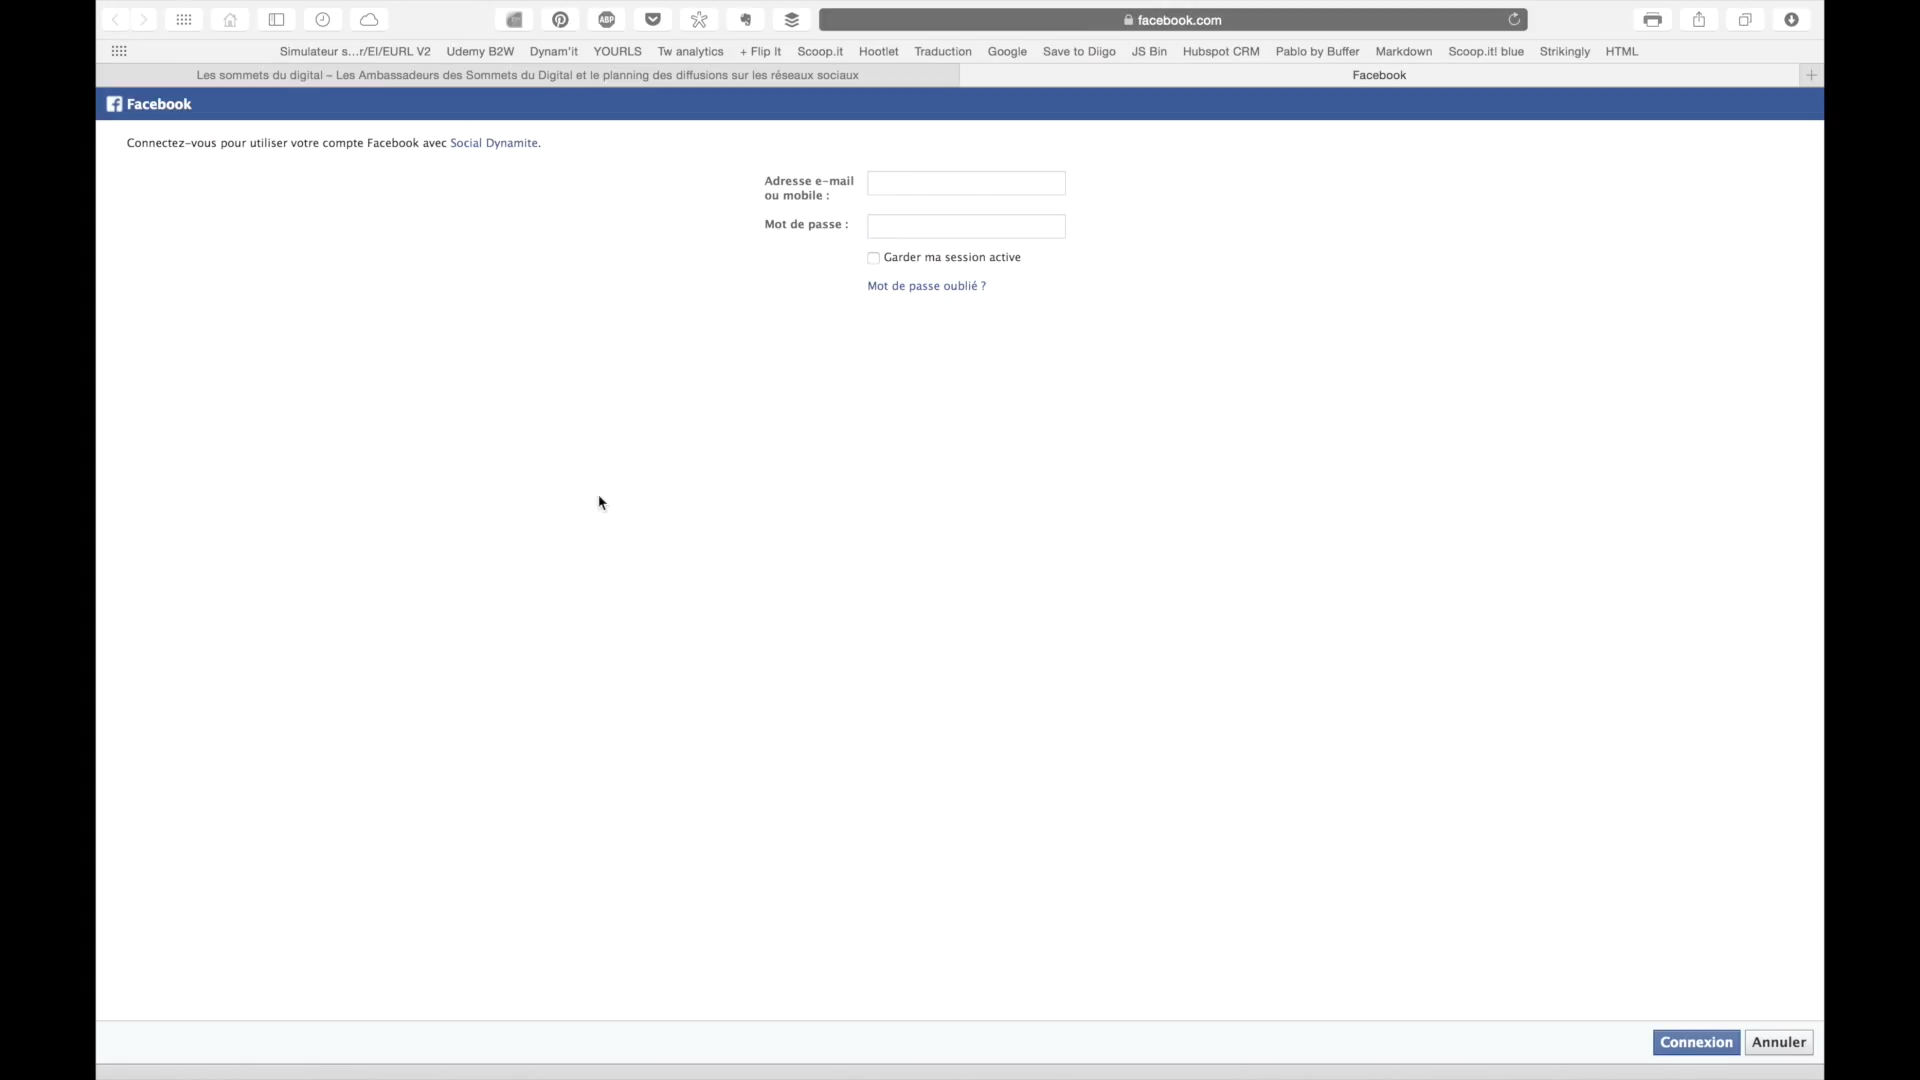 ABP
facebook.com
Simulateur s...r/EI/EURL V2 Udemy B2W Dynam'it YOURLS Tw analytics + Flip It Scoop.it Hootlet Traduction Google Save to Diigo JS Bin Hubspot CRM Pablo by Buffer Markdown Scoop.it! blue Strikingly HTML
Les sommets du digital – Les Ambassadeurs des Sommets du Digital et le planning des diffusions sur les réseaux sociaux
Facebook
Facebook
Connectez-vous pour utiliser votre compte Facebook avec Social Dynamite.
Adresse e-mail
ou mobile :
Mot de passe :
Garder ma session active
Mot de passe oublié ?
Connexion Annuler